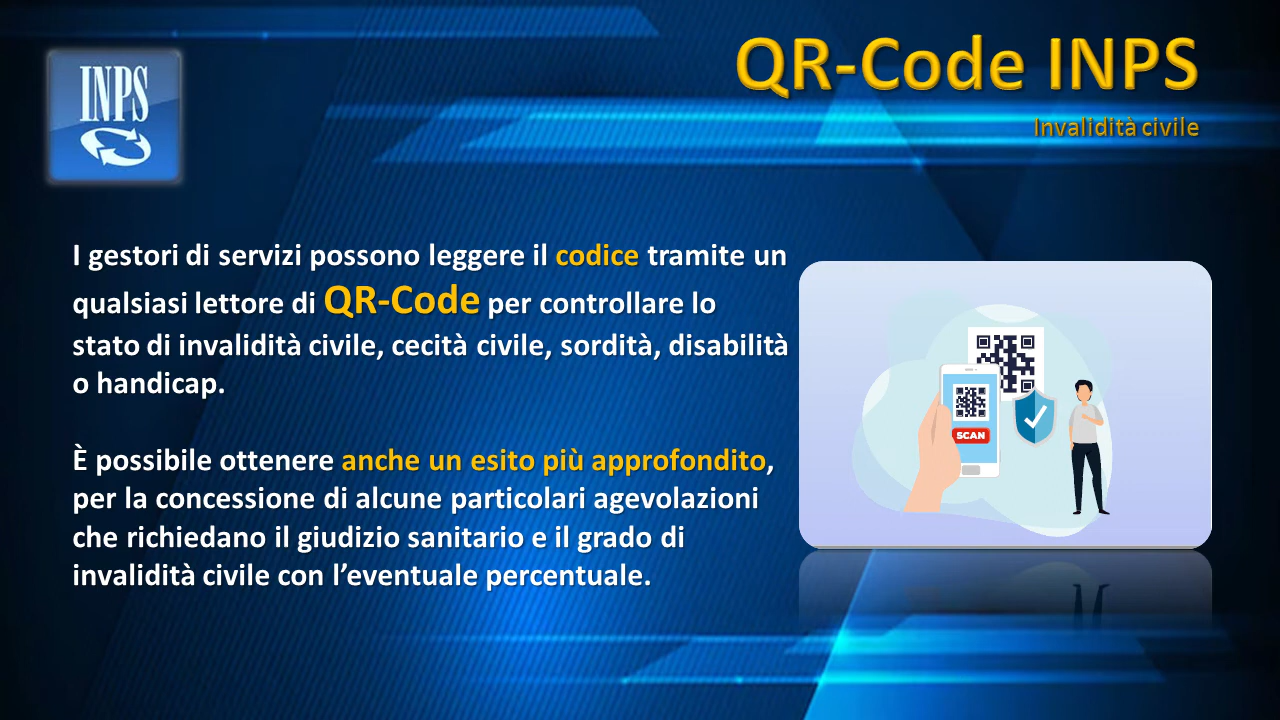 INPS
QR-Code INPS
Invalidità civile
I gestori di servizi possono leggere il codice tramite un
qualsiasi lettore di QR-Code per controllare lo
stato di invalidità civile, cecità civile, sordità, disabilità
o handicap.
È possibile ottenere anche un esito più approfondito,
per la concessione di alcune particolari agevolazioni
che richiedano il giudizio sanitario e il grado di
invalidità civile con l’eventuale percentuale.
SCAN